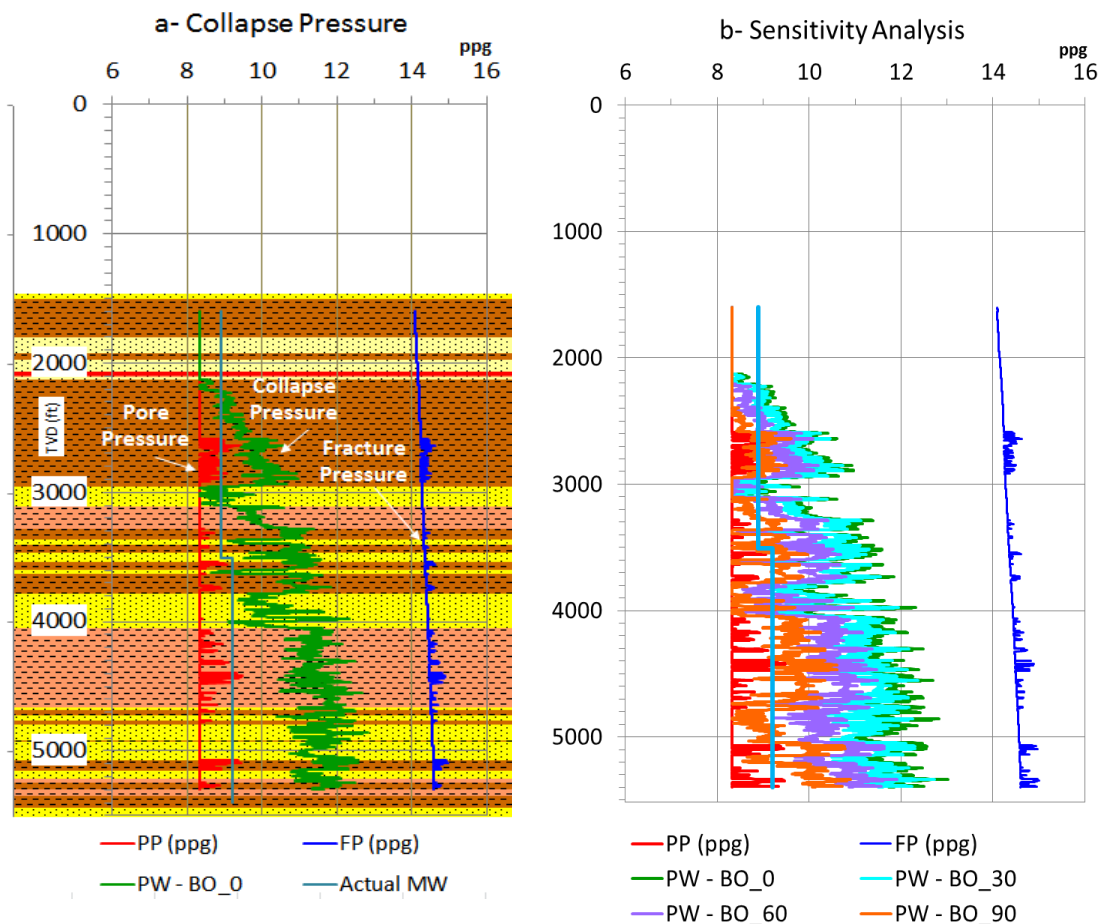 a- Collapse Pressure
ppg
6 8 10 12 14 16
0
1000
2000
3000
4000
5000
TVD (ft)
Pore
Pressure
Collapse
Pressure
Fracture
Pressure
PP (ppg) FP (ppg)
PW - BO_0 Actual MW
b- Sensitivity Analysis
ppg
6 8 10 12 14 16
0
1000
2000
3000
4000
5000
PP (ppg) FP (ppg)
PW - BO_0 PW - BO_30
PW - BO_60 PW - BO_90